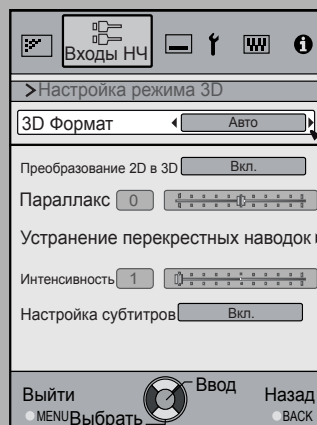 Входы НЧ
>Настройка режима 3D
3D Формат Авто
Преобразование 2D в 3D Вкл.
Параллакс 0
Устранение перекрестных наводок
Интенсивность 1
Настройка субтитров Вкл.
Выйти Ввод Назад
MENU Выбрать BACK